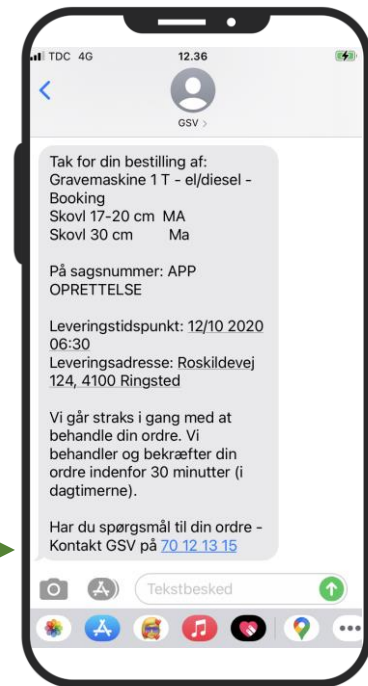 TDC 4G
12.36
GSV >
Tak for din bestilling af:
Gravemaskine 1 T - el/diesel -
Booking
Skovl 17-20 cm MA
Skovl 30 cm Ma
På sagsnummer: APP
OPRETTELSE
Leveringstidspunkt: 12/10 2020
06:30
Leveringsadresse: Roskildevej
124, 4100 Ringsted
Vi går straks i gang med at
behandle din ordre. Vi
behandler og bekræfter din
ordre indenfor 30 minutter (i
dagtimerne).
Har du spørgsmål til din ordre -
Kontakt GSV på 70 12 13 15
Tekstbesked